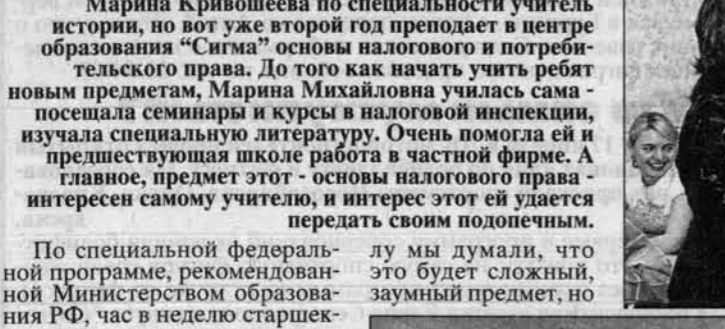 Марина Кривошеева по специальности учитель
истории, но вот уже второй год преподает в центре
образования “Сигма” основы налогового и потреби-
тельского права. До того как начать учить ребят
новым предметам, Марина Михайловна училась сама -
посещала семинары и курсы в налоговой инспекции,
изучала специальную литературу. Очень помогла ей и
предшествующая школе работа в частной фирме. А
главное, предмет этот - основы налогового права -
интересен самому учителю, и интерес этот ей удается
передать своим подопечным.
По специальной федераль-
ной программе, рекомендован-
ной Министерством образова-
ния РФ, час в неделю старшек-
лу мы думали, что
это будет сложный,
заумный предмет, но